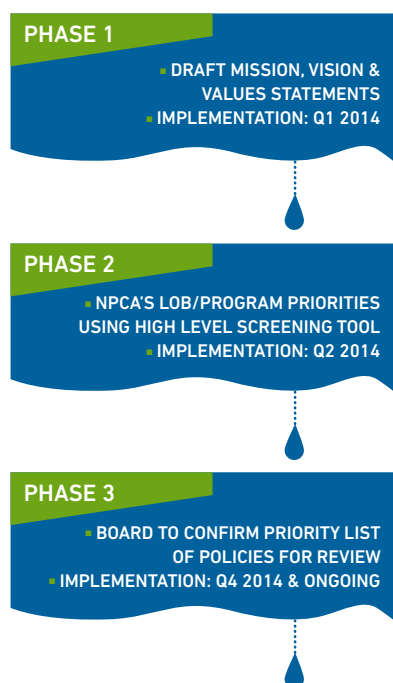 PHASE 1
▪ DRAFT MISSION, VISION &
VALUES STATEMENTS
▪ IMPLEMENTATION: Q1 2014
PHASE 2
▪ NPCA'S LOB/PROGRAM PRIORITIES
USING HIGH LEVEL SCREENING TOOL
▪ IMPLEMENTATION: Q2 2014
PHASE 3
▪ BOARD TO CONFIRM PRIORITY LIST
OF POLICIES FOR REVIEW
▪ IMPLEMENTATION: Q4 2014 & ONGOING